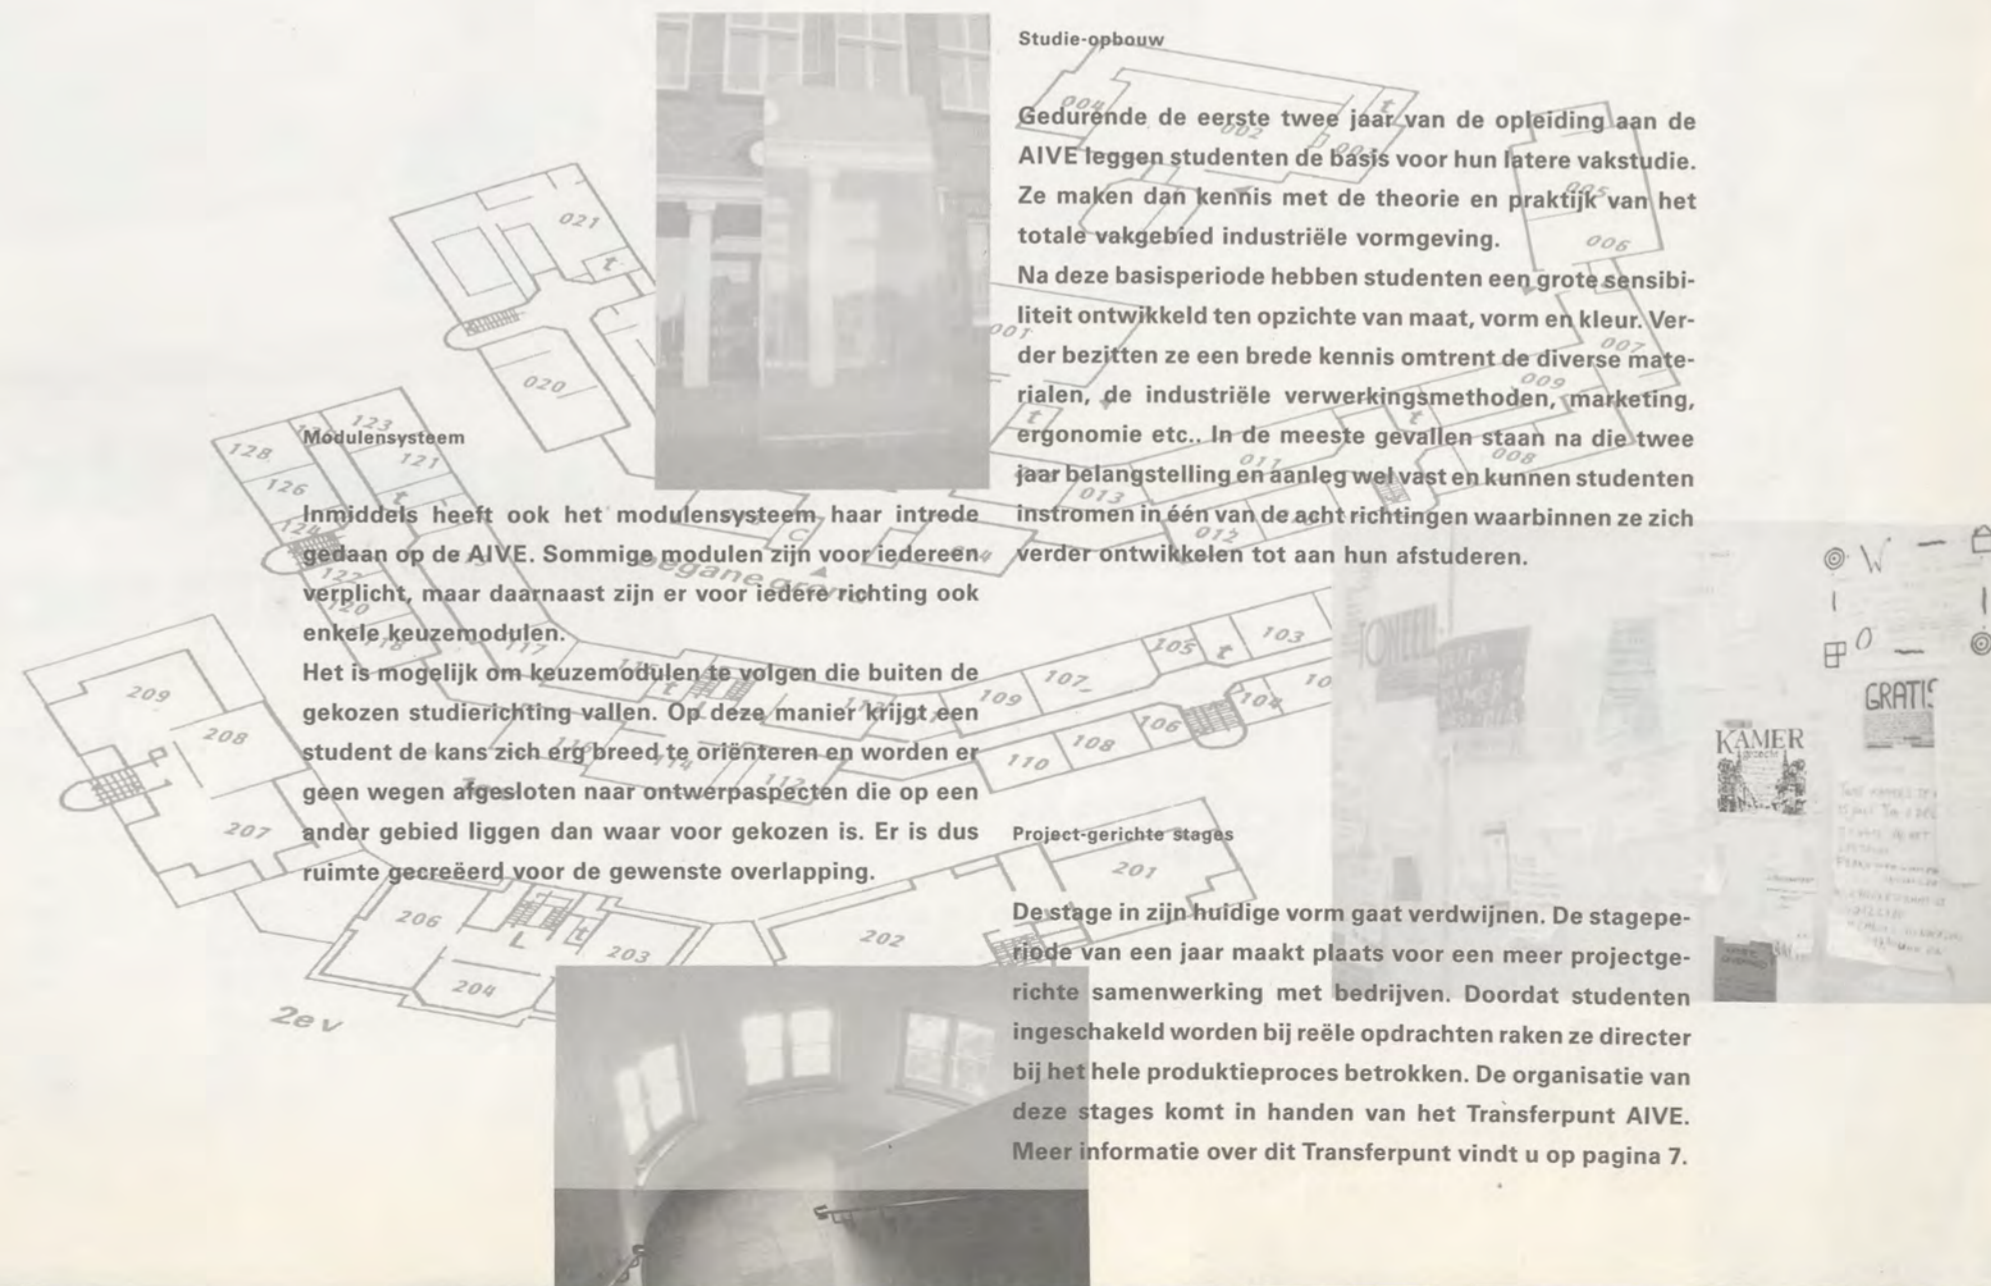 Studie-opbouw
Gedurende de eerste twee jaar van de opleiding aan de
AIVE leggen studenten de basis voor hun latere vakstudie.
Ze maken dan kennis met de theorie en praktijk van het
totale vakgebied industriële vormgeving.
Na deze basisperiode hebben studenten een grote sensibi-
liteit ontwikkeld ten opzichte van maat, vorm en kleur. Ver-
der bezitten ze een brede kennis omtrent de diverse mate-
rialen, de industriële verwerkingsmethoden, marketing,
ergonomie etc.. In de meeste gevallen staan na die twee
jaar belangstelling en aanleg wel vast en kunnen studenten
instromen in één van de acht richtingen waarbinnen ze zich
verder ontwikkelen tot aan hun afstuderen.
Modulensysteem
Inmiddels heeft ook het modulensysteem haar intrede
gedaan op de AIVE. Sommige modulen zijn voor iedereen
verplicht, maar daarnaast zijn er voor iedere richting ook
enkele keuzemodulen.
Het is mogelijk om keuzemodulen te volgen die buiten de
gekozen studierichting vallen. Op deze manier krijgt een
student de kans zich erg breed te oriënteren en worden er
geen wegen afgesloten naar ontwerpaspecten die op een
ander gebied liggen dan waar voor gekozen is. Er is dus
ruimte gecreëerd voor de gewenste overlapping.
Project-gerichte stages
De stage in zijn huidige vorm gaat verdwijnen. De stagepe-
riode van een jaar maakt plaats voor een meer projectge-
richte samenwerking met bedrijven. Doordat studenten
ingeschakeld worden bij reële opdrachten raken ze directer
bij het hele produktieproces betrokken. De organisatie van
deze stages komt in handen van het Transferpunt AIVE.
Meer informatie over dit Transferpunt vindt u op pagina 7.
004
002
005
006
007
009
008
011
013
012
001
021
t
020
123
128
121
126
124
122
120
118
117
begane grond
105
t
103
107
109
104
106
108
110
116
114
112
209
208
207
206
204
203
202
201
L
t
2e v
TONEEL
KAMER
GRATIS